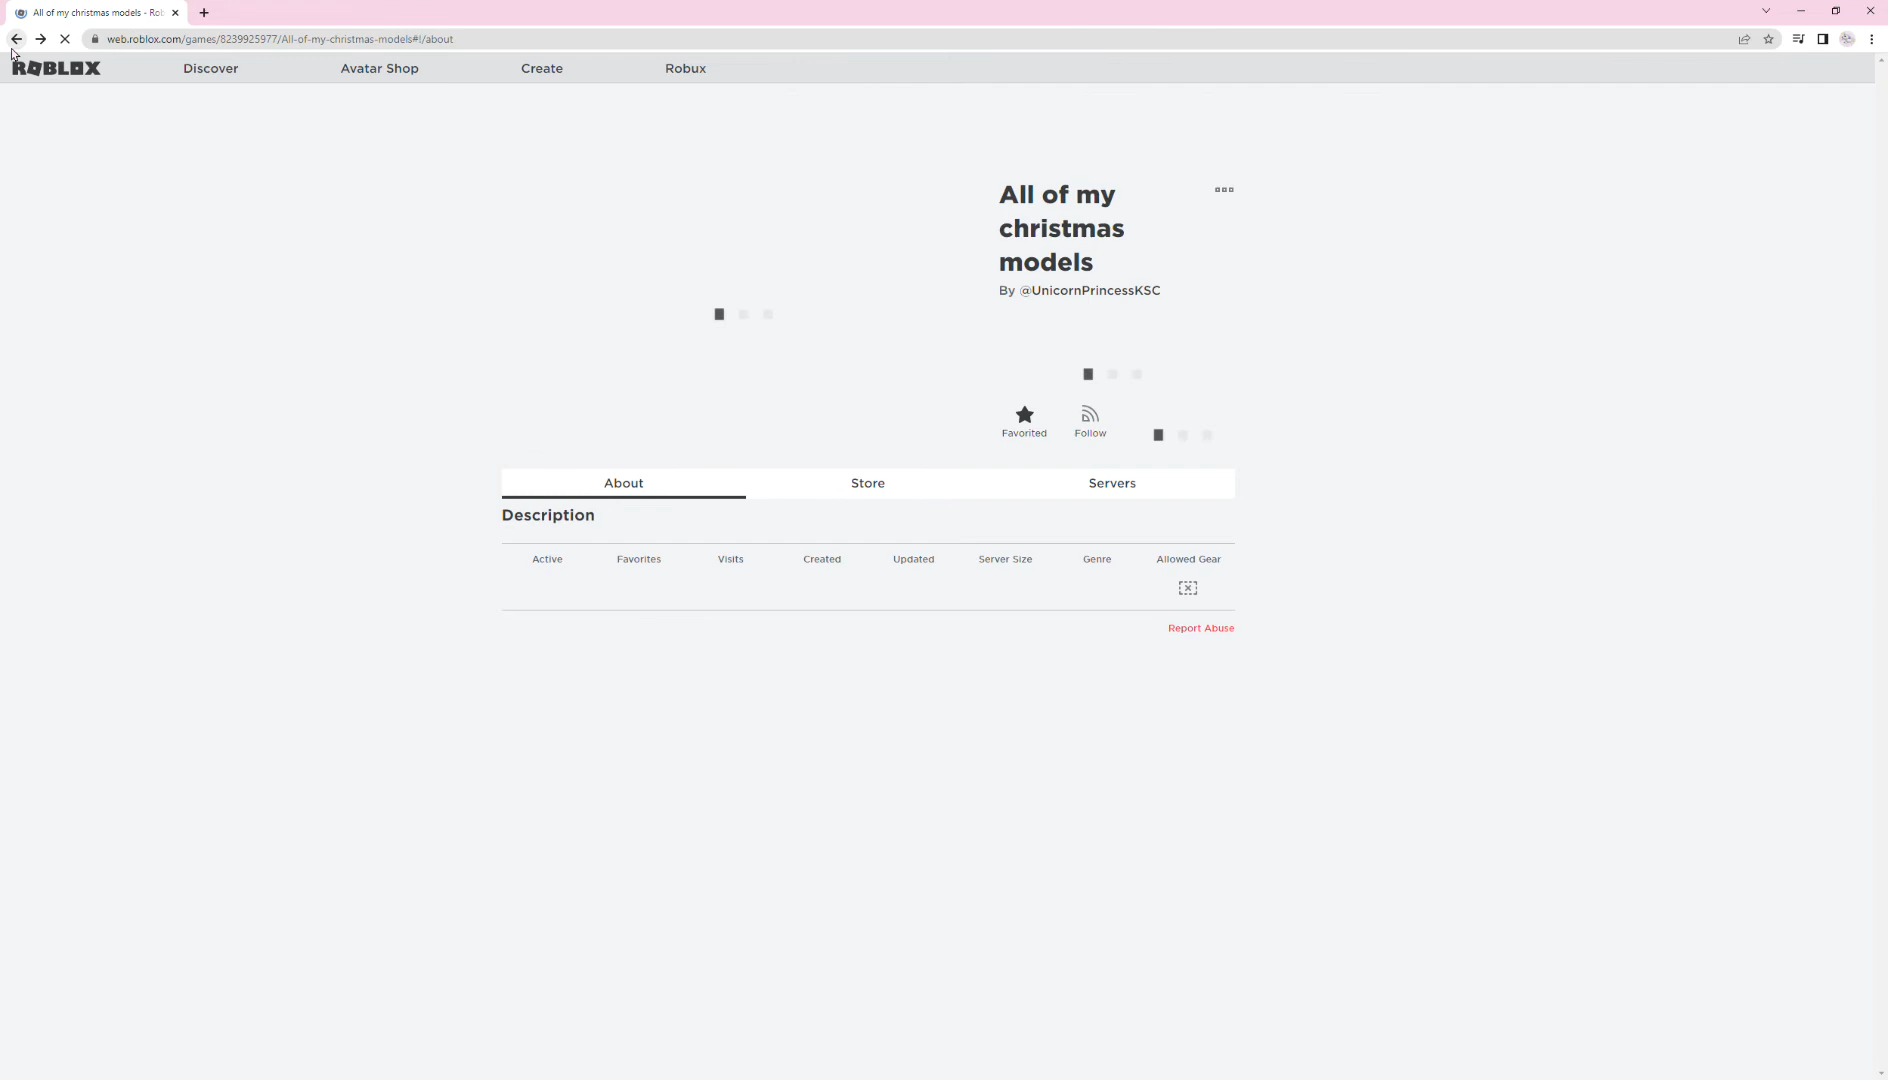 All of my christmas models - Rob
web.roblox.com/games/8239925977/All-of-my-christmas-models#!/about
ROBLOX Discover Avatar Shop Create Robux
All of my
christmas
models
By @UnicornPrincessKSC
Favorited Follow
About Store Servers
Description
Active Favorites Visits Created Updated Server Size Genre Allowed Gear
Report Abuse